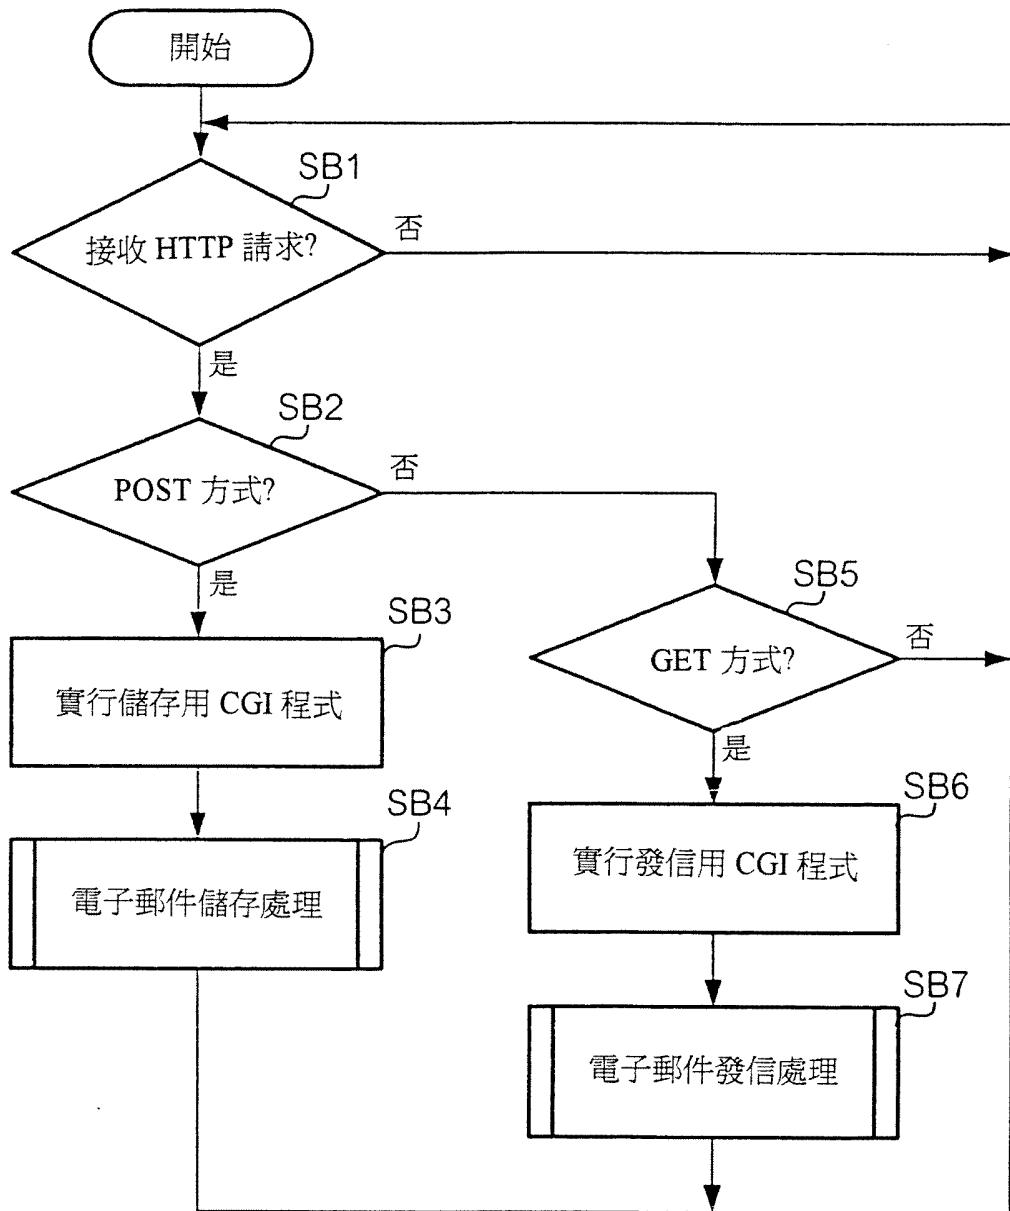 開始
SB1
接收 HTTP 請求?
否
是
SB2
POST 方式?
否
是
SB3
實行儲存用 CGI 程式
SB4
電子郵件儲存處理
SB5
GET 方式?
否
是
SB6
實行發信用 CGI 程式
SB7
電子郵件發信處理